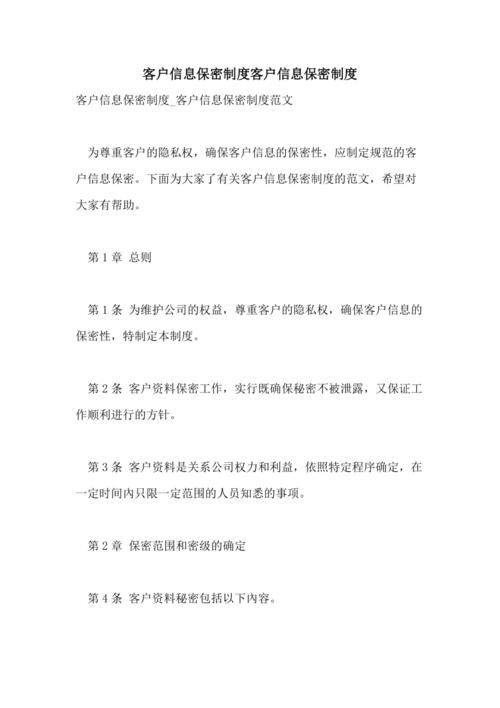 客户信息保密制度客户信息保密制度
客户信息保密制度_客户信息保密制度范文
为尊重客户的隐私权，确保客户信息的保密性，应制定规范的客
户信息保密。下面为大家了有关客户信息保密制度的范文，希望对
大家有帮助。
第1章 总则
第1条 为维护公司的权益，尊重客户的隐私权，确保客户信息的
保密性，特制定本制度。
第2条 客户资料保密工作，实行既确保秘密不被泄露，又保证工
作顺利进行的方针。
第3条 客户资料是关系公司权力和利益，依照特定程序确定，在
一定时间内只限一定范围的人员知悉的事项。
第2章 保密范围和密级的确定
第4条 客户资料秘密包括以下内容。